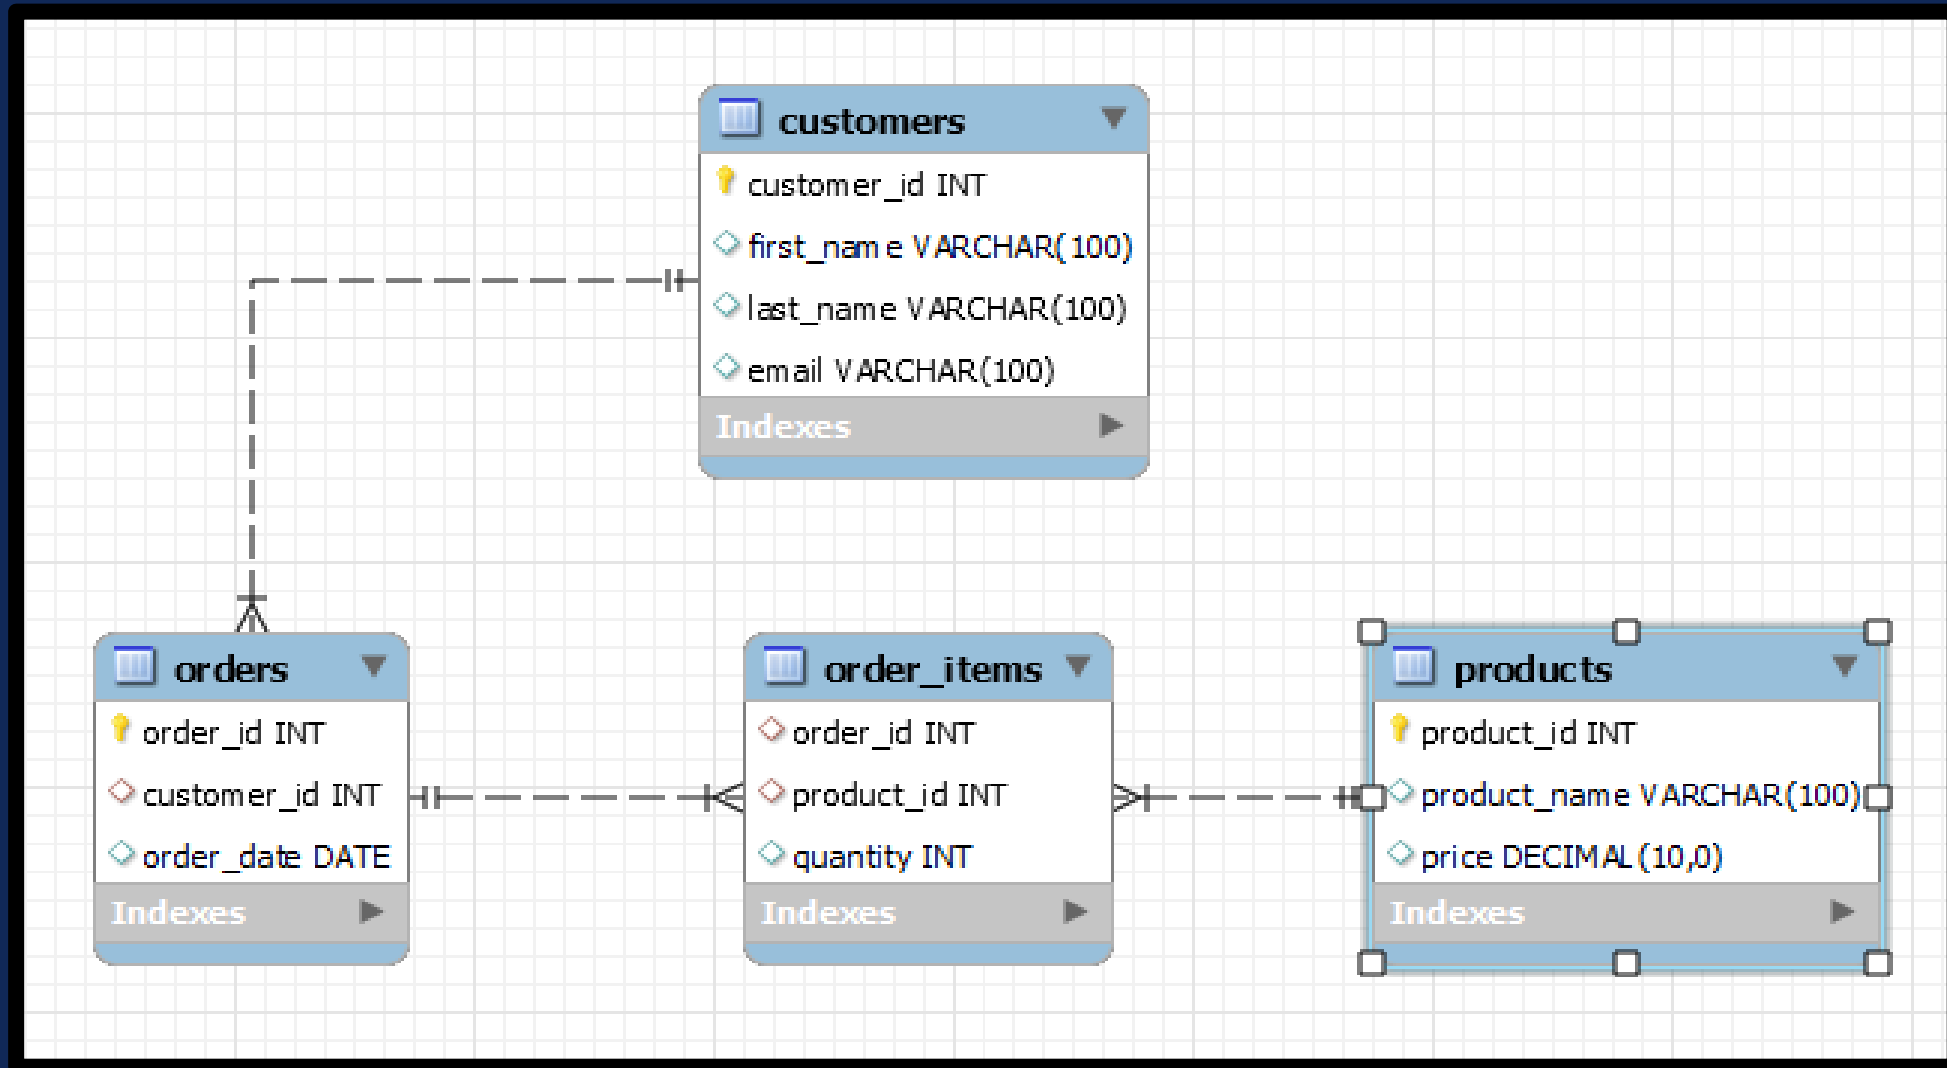 customers
customer_id INT
first_name VARCHAR(100)
last_name VARCHAR(100)
email VARCHAR(100)
Indexes
orders
order_id INT
customer_id INT
order_date DATE
Indexes
order_items
order_id INT
product_id INT
quantity INT
Indexes
products
product_id INT
product_name VARCHAR(100)
price DECIMAL(10,0)
Indexes